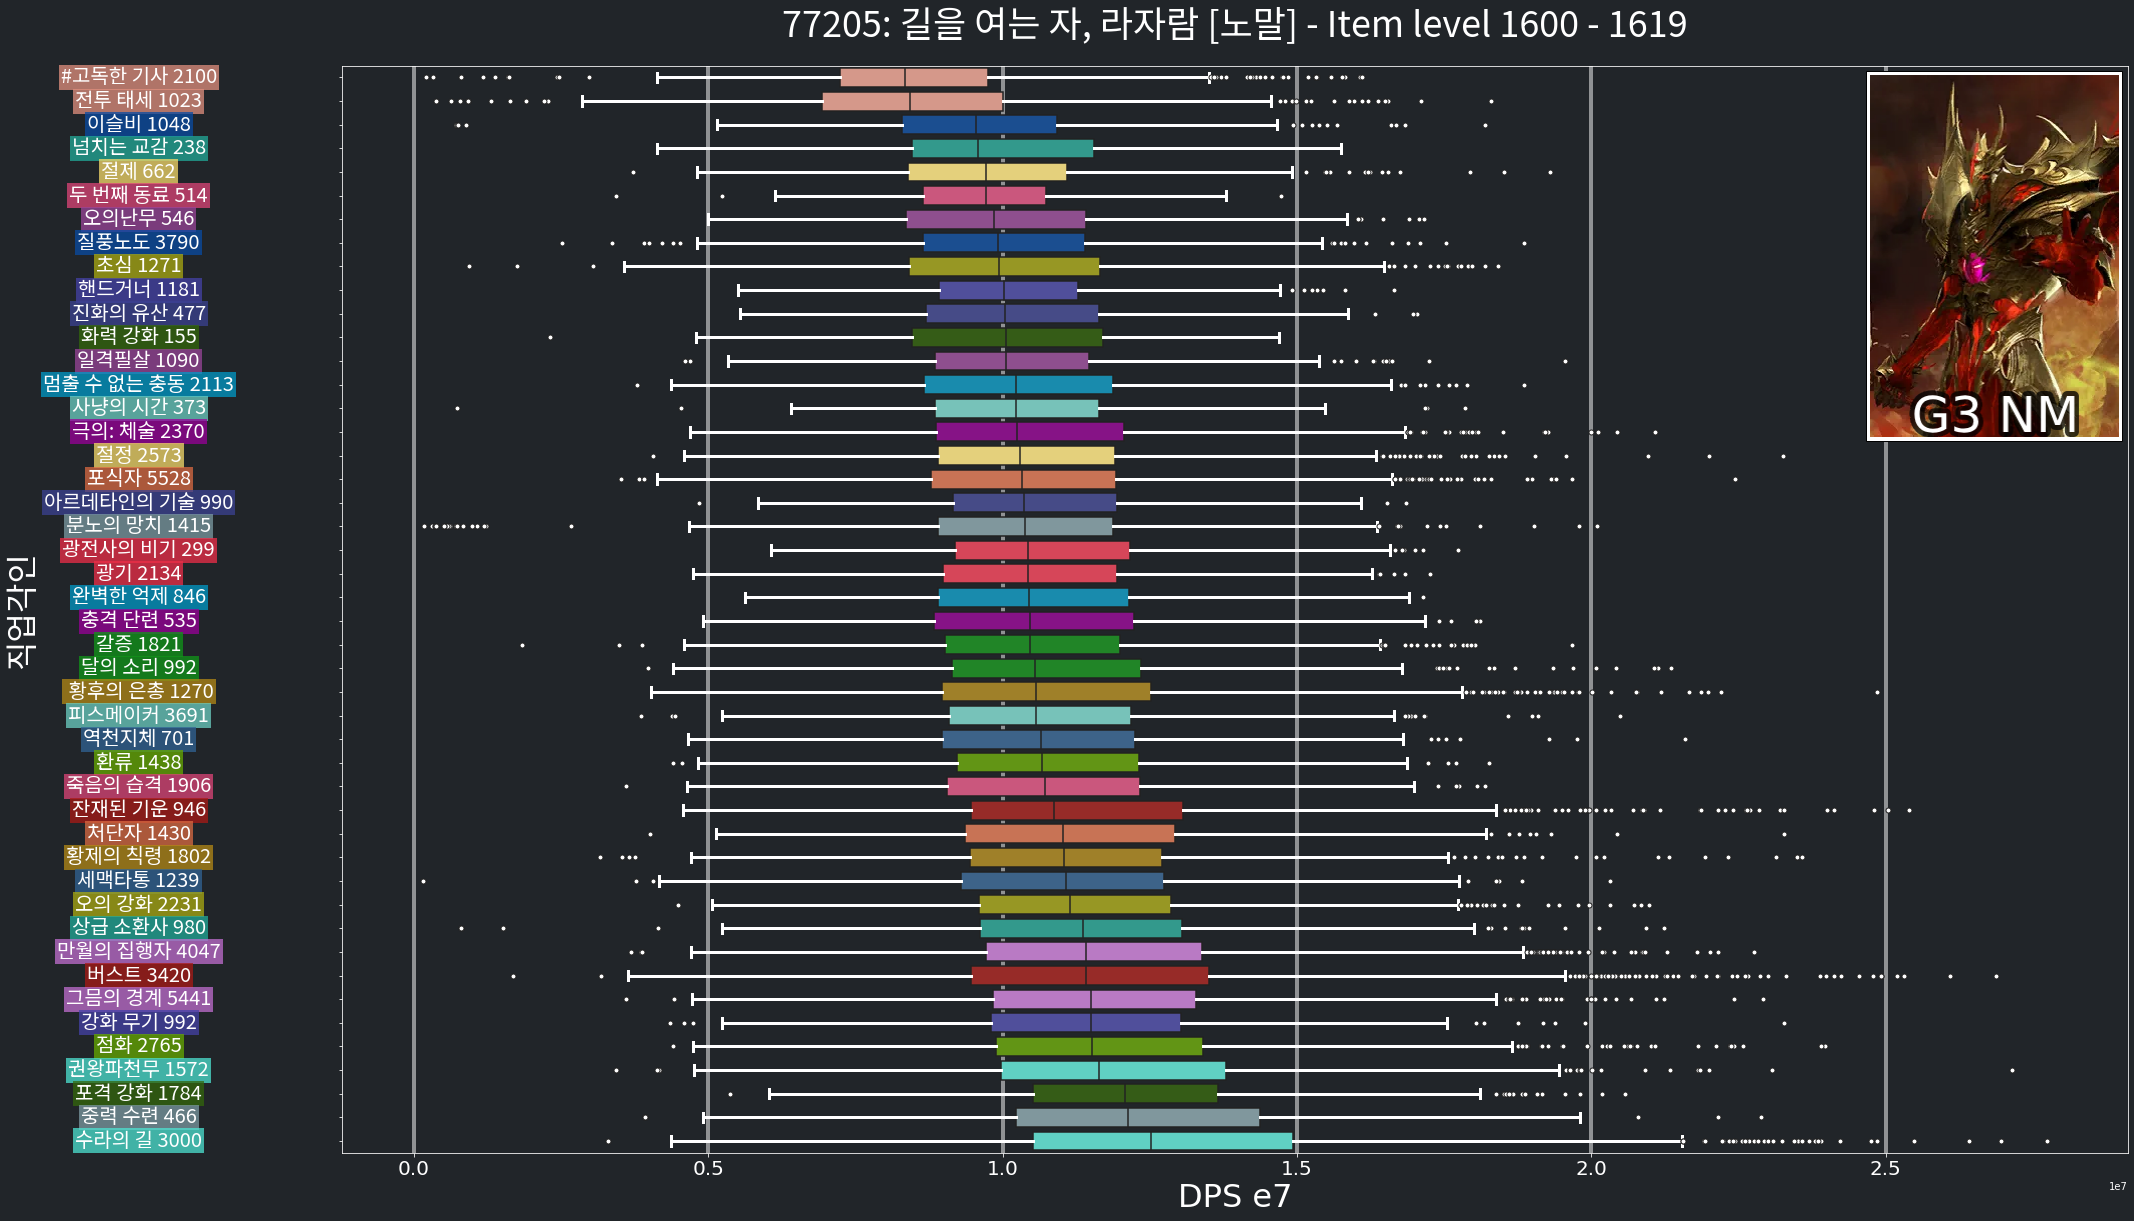 77205: 길을 여는 자, 라자람 [노말] - Item level 1600 - 1619
#고독한 기사 2100
전투 태세 1023
이슬비 1048
넘치는 교감 238
절제 662
두 번째 동료 514
오의난무 546
질풍노도 3790
초심 1271
핸드거너 1181
진화의 유산 477
화력 강화 155
일격필살 1090
멈출 수 없는 충동 2113
사냥의 시간 373
극의: 체술 2370
절정 2573
포식자 5528
아르데타인의 기술 990
분노의 망치 1415
광전사의 비기 299
광기 2134
완벽한 억제 846
충격 단련 535
갈증 1821
달의 소리 992
황후의 은총 1270
피스메이커 3691
역천지체 701
환류 1438
죽음의 습격 1906
잔재된 기운 946
처단자 1430
황제의 칙령 1802
세맥타통 1239
오의 강화 2231
상급 소환사 980
만월의 집행자 4047
버스트 3420
그믐의 경계 5441
강화 무기 992
점화 2765
권왕파천무 1572
포격 강화 1784
중력 수련 466
수라의 길 3000
직업각인
G3 NM
0.0 0.5 1.0 1.5 2.0 2.5
DPS e7
1e7